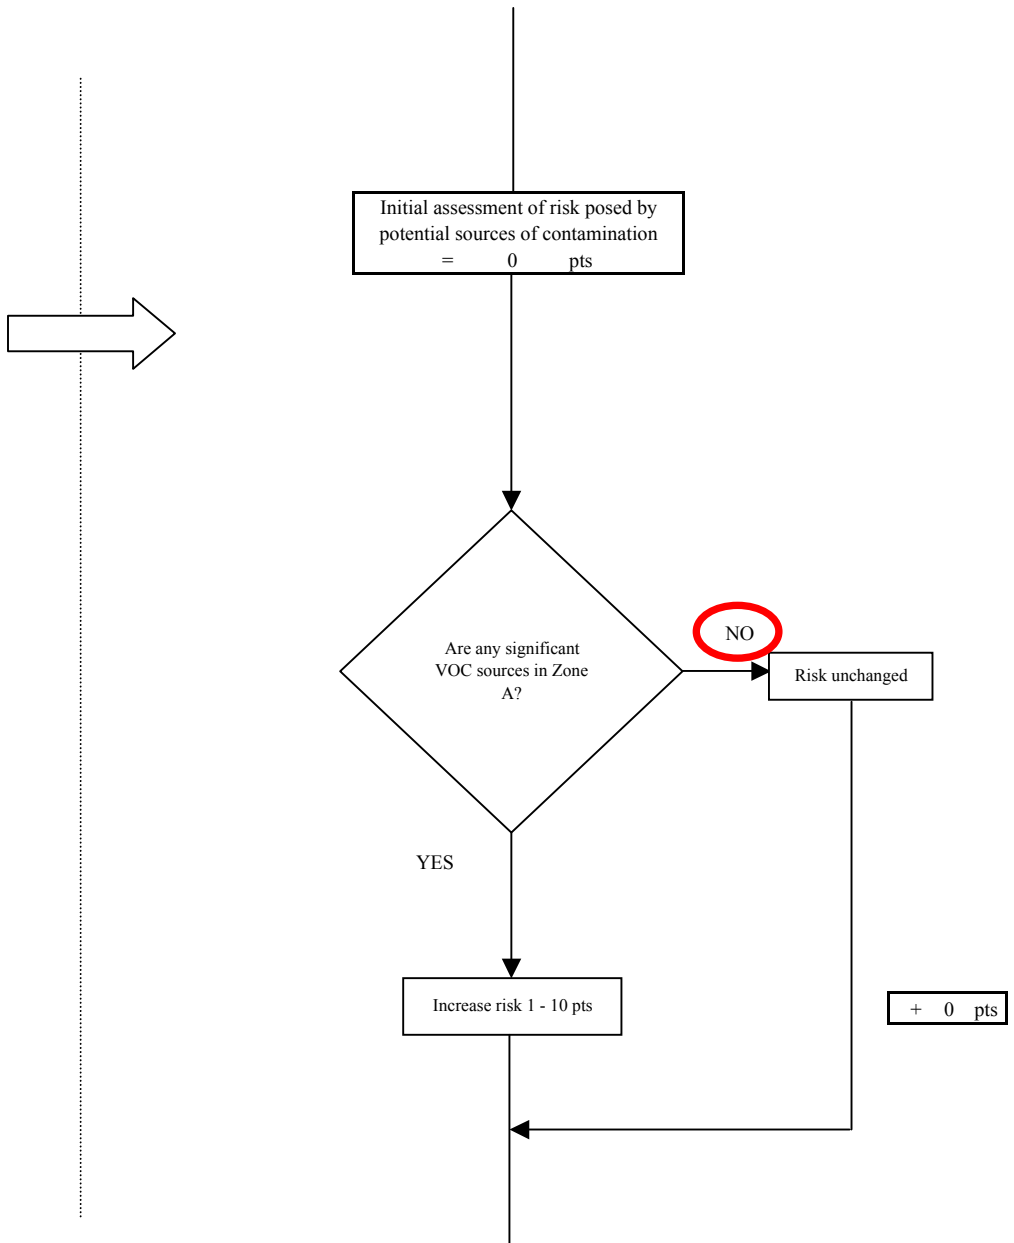 Initial assessment of risk posed by
potential sources of contamination
= 0 pts
NO
Are any significant
VOC sources in Zone
A?
Risk unchanged
YES
Increase risk 1 - 10 pts
+ 0 pts